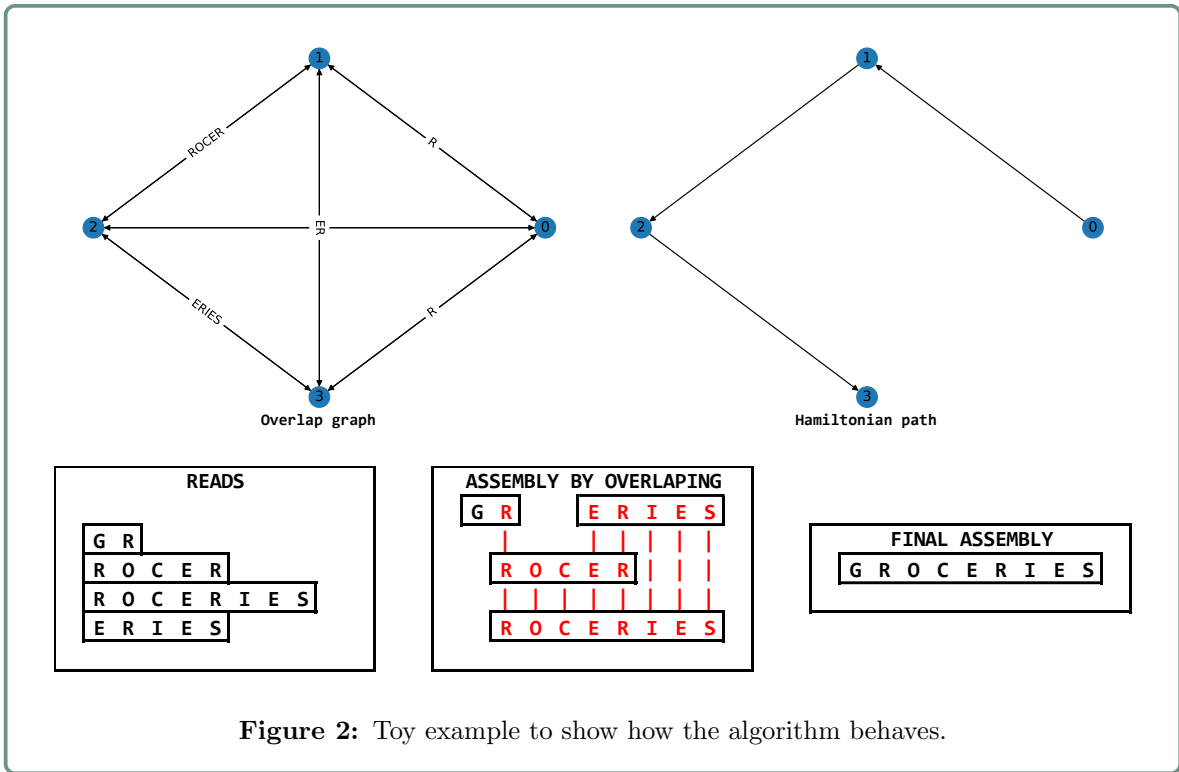 1
1
ROCER
R
2
ER
0
2
0
ERIES
R
3
3
Overlap graph
Hamiltonian path
READS
G R
R O C E R
R O C E R I E S
E R I E S
ASSEMBLY BY OVERLAPING
G R E R I E S
R O C E R
R O C E R I E S
FINAL ASSEMBLY
G R O C E R I E S
Figure 2: Toy example to show how the algorithm behaves.